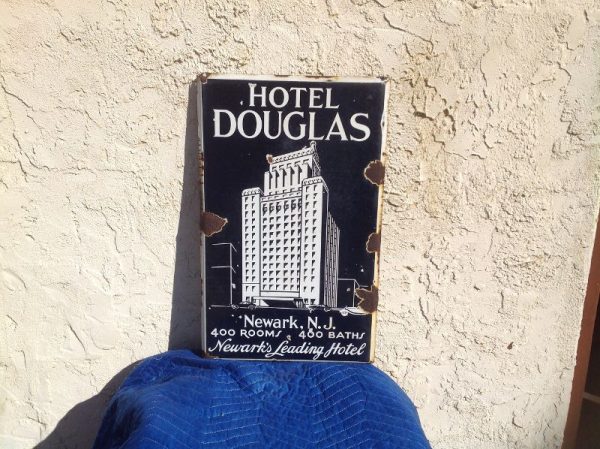 HOTEL
DOUGLAS
Newark, N.J.
400 ROOMS 400 BATHS
Newark's Leading Hotel